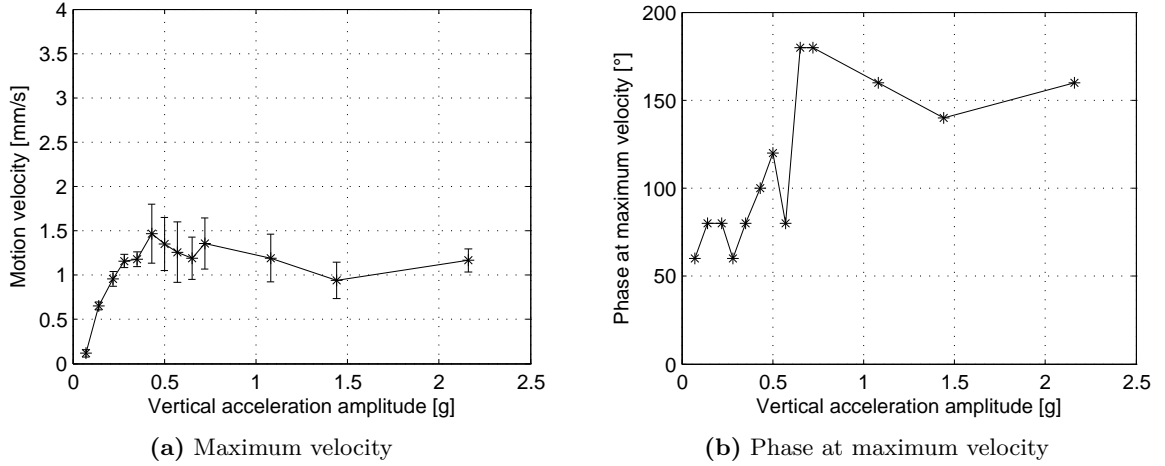 4
3.5
3
2.5
2
1.5
1
0.5
0
Motion velocity [mm/s]
0 0.5 1 1.5 2 2.5
Vertical acceleration amplitude [g]
(a) Maximum velocity
200
150
100
50
0
Phase at maximum velocity [°]
0 0.5 1 1.5 2 2.5
Vertical acceleration amplitude [g]
(b) Phase at maximum velocity